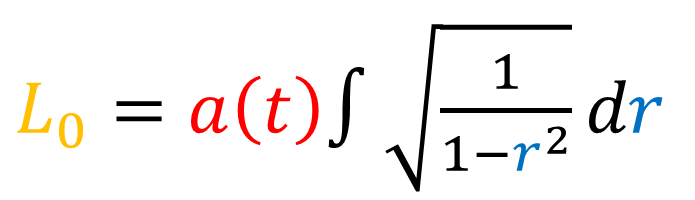 L₀ = a(t)∫√(1/(1−r²)) dr